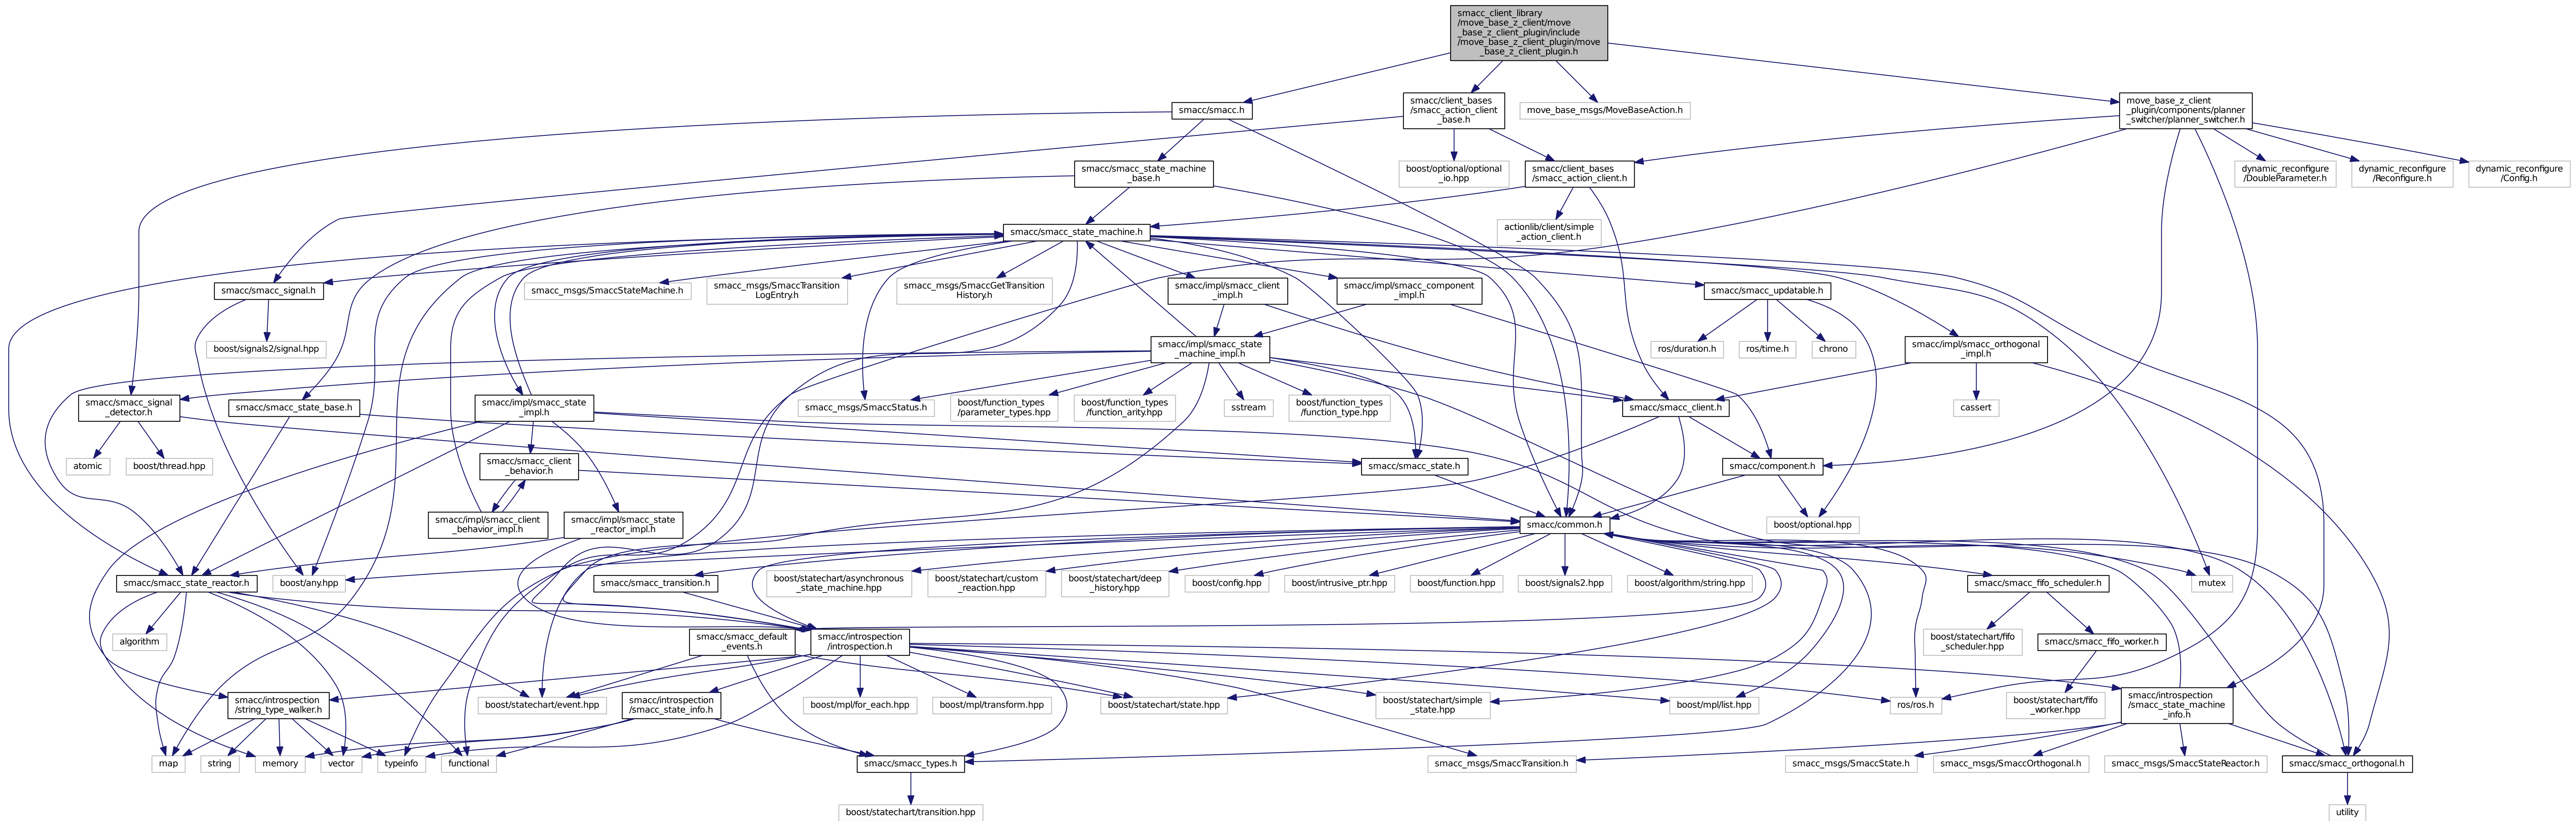 smacc_client_library
/move_base_z_client/move
_base_z_client_plugin/include
/move_base_z_client_plugin/move
_base_z_client_plugin.h
smacc/smacc.h
smacc/client_bases
/smacc_action_client
_base.h
move_base_msgs/MoveBaseAction.h
move_base_z_client
_plugin/components/planner
_switcher/planner_switcher.h
smacc/smacc_state_machine
_base.h
boost/optional/optional
_io.hpp
smacc/client_bases
/smacc_action_client.h
dynamic_reconfigure
/DoubleParameter.h
dynamic_reconfigure
/Reconfigure.h
dynamic_reconfigure
/Config.h
smacc/smacc_state_machine.h
actionlib/client/simple
_action_client.h
smacc/smacc_signal.h
smacc_msgs/SmaccStateMachine.h
smacc_msgs/SmaccTransition
LogEntry.h
smacc_msgs/SmaccGetTransition
History.h
smacc/impl/smacc_client
_impl.h
smacc/impl/smacc_component
_impl.h
smacc/smacc_updatable.h
boost/signals2/signal.hpp
smacc/impl/smacc_state
_machine_impl.h
ros/duration.h
ros/time.h
chrono
smacc/impl/smacc_orthogonal
_impl.h
smacc/smacc_signal
_detector.h
smacc/smacc_state_base.h
smacc/impl/smacc_state
_impl.h
smacc_msgs/SmaccStatus.h
boost/function_types
/parameter_types.hpp
boost/function_types
/function_arity.hpp
sstream
boost/function_types
/function_type.hpp
smacc/smacc_client.h
cassert
atomic
boost/thread.hpp
smacc/smacc_client
_behavior.h
smacc/smacc_state.h
smacc/component.h
smacc/impl/smacc_client
_behavior_impl.h
smacc/impl/smacc_state
_reactor_impl.h
smacc/common.h
boost/optional.hpp
smacc/smacc_state_reactor.h
boost/any.hpp
smacc/smacc_transition.h
boost/statechart/asynchronous
_state_machine.hpp
boost/statechart/custom
_reaction.hpp
boost/statechart/deep
_history.hpp
boost/config.hpp
boost/intrusive_ptr.hpp
boost/function.hpp
boost/signals2.hpp
boost/algorithm/string.hpp
smacc/smacc_fifo_scheduler.h
mutex
algorithm
smacc/smacc_default
_events.h
smacc/introspection
/introspection.h
boost/statechart/fifo
_scheduler.hpp
smacc/smacc_fifo_worker.h
smacc/introspection
/string_type_walker.h
boost/statechart/event.hpp
smacc/introspection
/smacc_state_info.h
boost/mpl/for_each.hpp
boost/mpl/transform.hpp
boost/statechart/state.hpp
boost/statechart/simple
_state.hpp
boost/mpl/list.hpp
ros/ros.h
boost/statechart/fifo
_worker.hpp
smacc/introspection
/smacc_state_machine
_info.h
map
string
memory
vector
typeinfo
functional
smacc/smacc_types.h
smacc_msgs/SmaccTransition.h
smacc_msgs/SmaccState.h
smacc_msgs/SmaccOrthogonal.h
smacc_msgs/SmaccStateReactor.h
smacc/smacc_orthogonal.h
boost/statechart/transition.hpp
utility